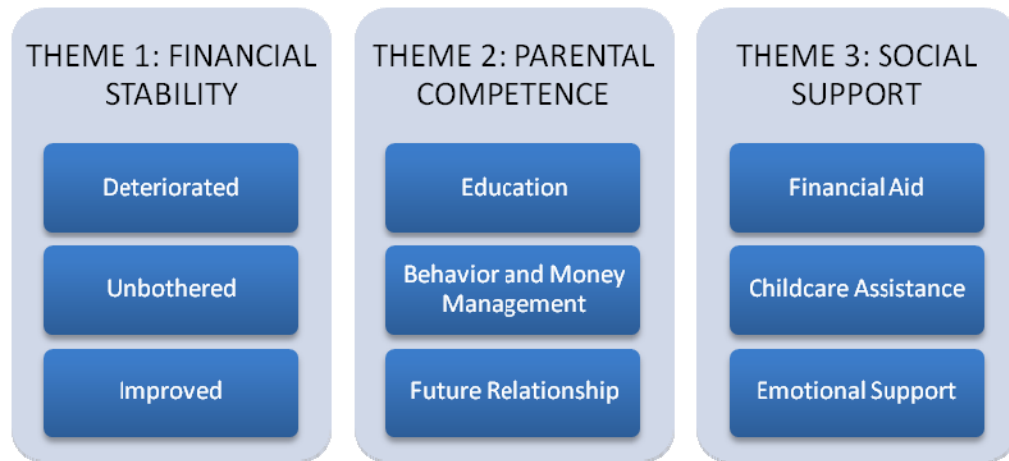 THEME 1: FINANCIAL
STABILITY
Deteriorated
Unbothered
Improved
THEME 2: PARENTAL
COMPETENCE
Education
Behavior and Money
Management
Future Relationship
THEME 3: SOCIAL
SUPPORT
Financial Aid
Childcare Assistance
Emotional Support